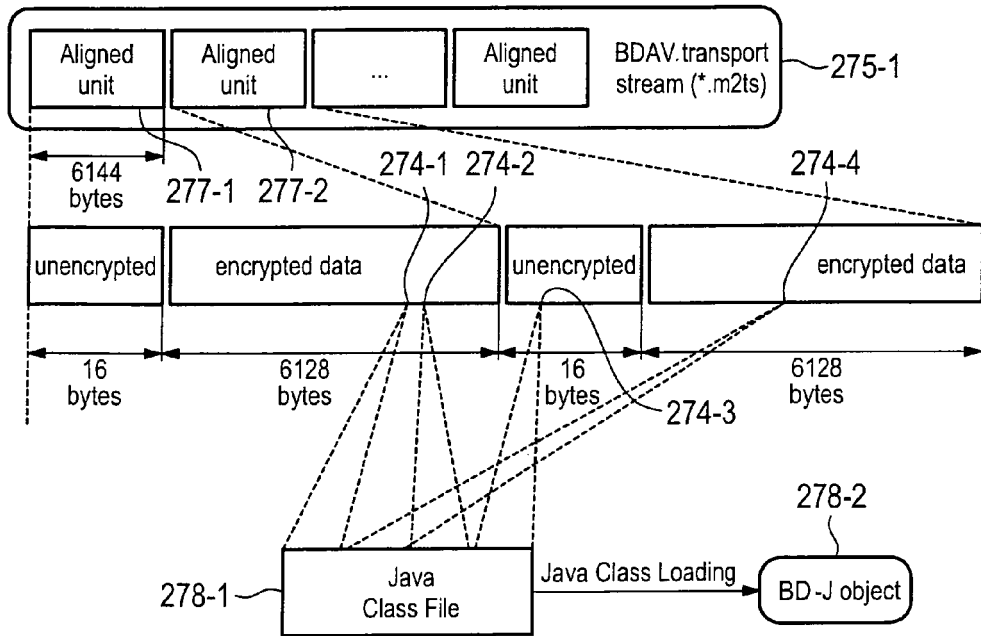 Aligned
unit
Aligned
unit
...
Aligned
unit
BDAV.transport
stream (*.m2ts)
275-1
6144
bytes
277-1
277-2
274-1
274-2
274-4
unencrypted
encrypted data
unencrypted
encrypted data
16
bytes
6128
bytes
16
bytes
6128
bytes
274-3
278-2
278-1
Java
Class File
Java Class Loading
BD-J object